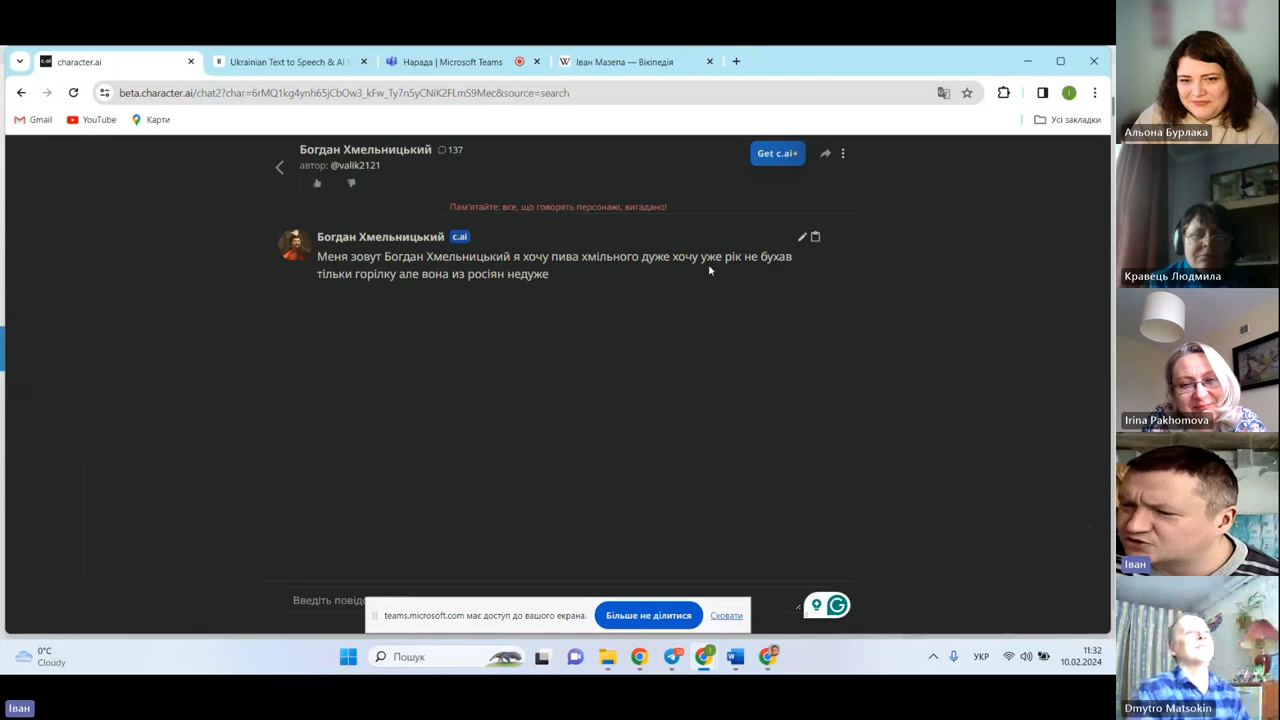 character.ai
Ukrainian Text to Speech & AI
Нарада | Microsoft Teams
Іван Мазепа — Вікіпедія
beta.character.ai/chat2?char=6rMQ1kg4ynh65jCbOw3_kFw_Ty7n5yCNiK2FLmS9Mec&source=search
Gmail
YouTube
Карти
Усі закладки
Богдан Хмельницький 137
автор: @valik2121
Get c.ai+
Пам'ятайте: все, що говорять персонажі, вигадано!
Богдан Хмельницький c.ai
Меня зовут Богдан Хмельницький я хочу пива хмільного дуже хочу уже рік не бухав
тільки горілку але вона из росіян недуже
Введіть повідо
teams.microsoft.com має доступ до вашого екрана.
Більше не ділитися
Сховати
0°C
Cloudy
Пошук
УКР
11:32
10.02.2024
Альона Бурлака
Кравець Людмила
Irina Pakhomova
Іван
Dmytro Matsokin
Іван